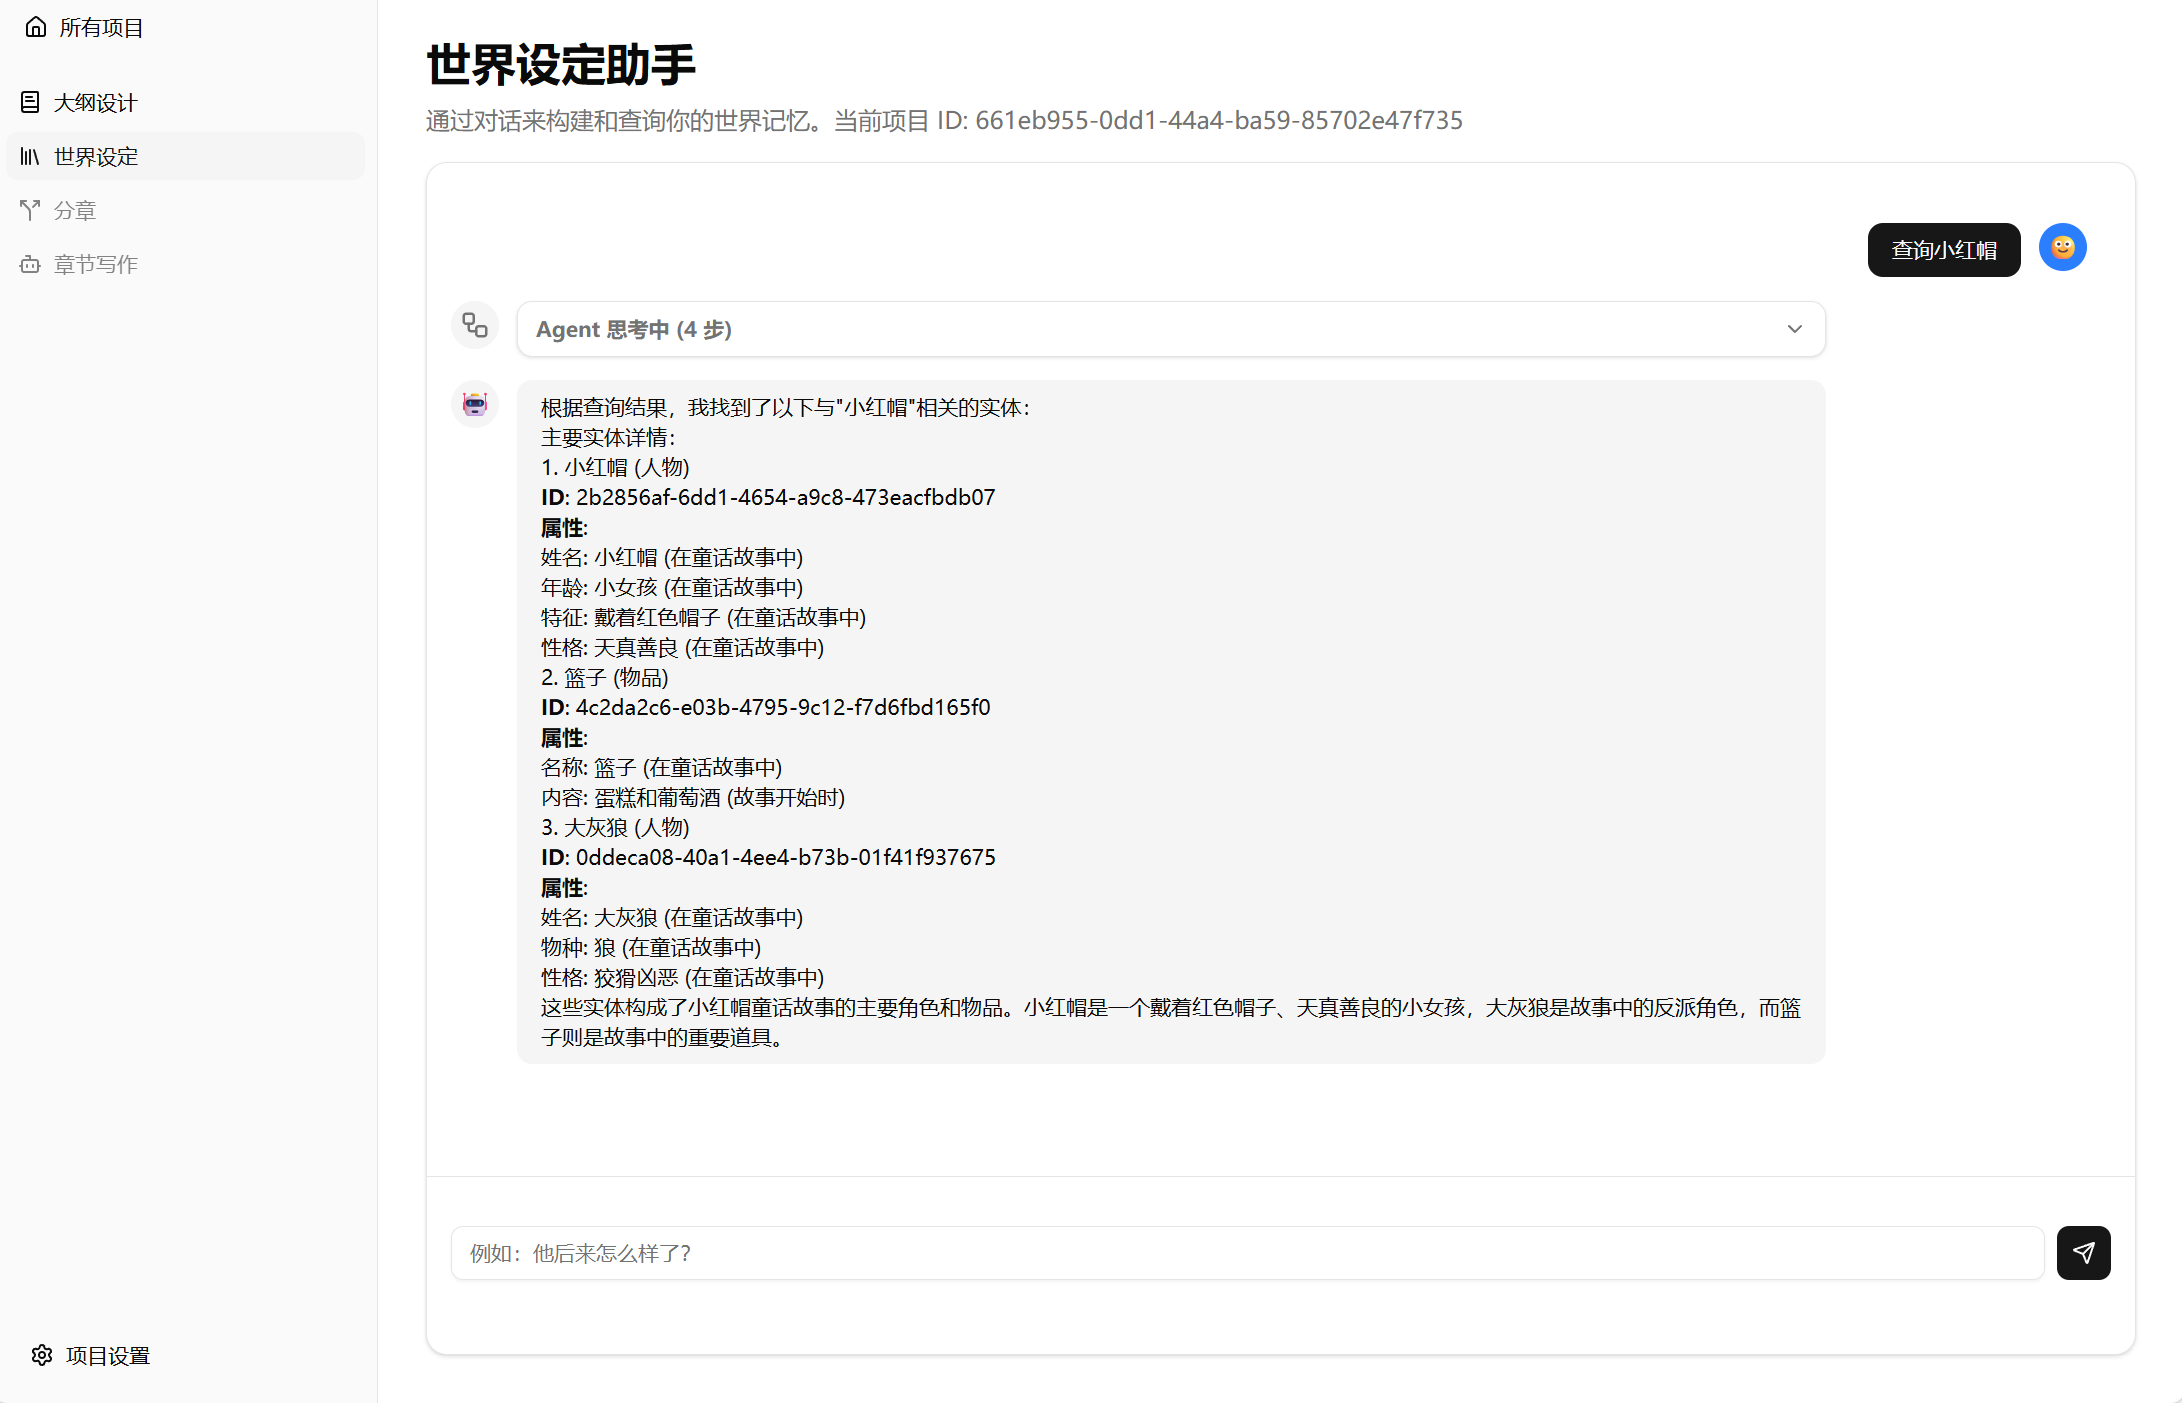 所有项目
大纲设计
世界设定
分章
章节写作
项目设置
世界设定助手
通过对话来构建和查询你的世界记忆。当前项目 ID: 661eb955-0dd1-44a4-ba59-85702e47f735
查询小红帽
Agent 思考中 (4 步)
根据查询结果，我找到了以下与"小红帽"相关的实体：
主要实体详情：
1. 小红帽 (人物)
ID: 2b2856af-6dd1-4654-a9c8-473eacfbdb07
属性:
姓名: 小红帽 (在童话故事中)
年龄: 小女孩 (在童话故事中)
特征: 戴着红色帽子 (在童话故事中)
性格: 天真善良 (在童话故事中)
2. 篮子 (物品)
ID: 4c2da2c6-e03b-4795-9c12-f7d6fbd165f0
属性:
名称: 篮子 (在童话故事中)
内容: 蛋糕和葡萄酒 (故事开始时)
3. 大灰狼 (人物)
ID: 0ddeca08-40a1-4ee4-b73b-01f41f937675
属性:
姓名: 大灰狼 (在童话故事中)
物种: 狼 (在童话故事中)
性格: 狡猾凶恶 (在童话故事中)
这些实体构成了小红帽童话故事的主要角色和物品。小红帽是一个戴着红色帽子、天真善良的小女孩，大灰狼是故事中的反派角色，而篮
子则是故事中的重要道具。
例如：他后来怎么样了？